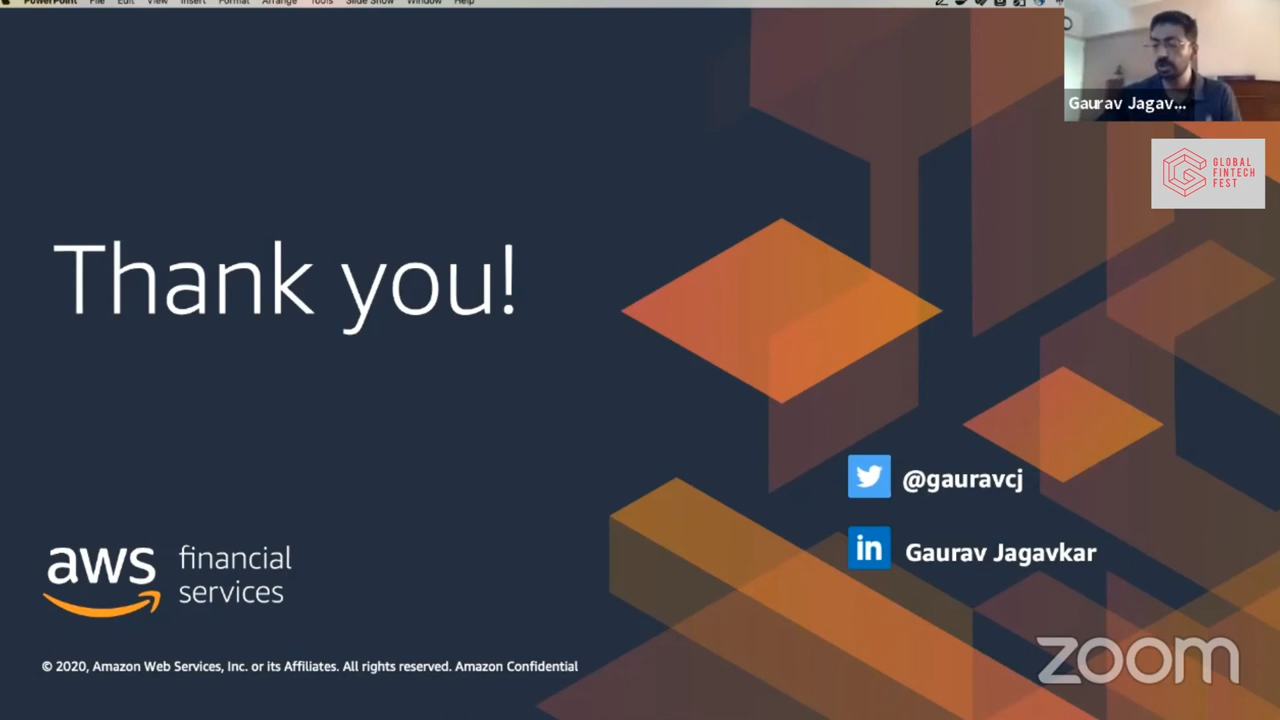 PowerPoint File Edit View Insert Format Arrange Tools Slide Show Window Help
Gaurav Jagav...
GLOBAL
FINTECH
FEST
Thank you!
@gauravcj
in Gaurav Jagavkar
aws financial
services
© 2020, Amazon Web Services, Inc. or its Affiliates. All rights reserved. Amazon Confidential
zoom